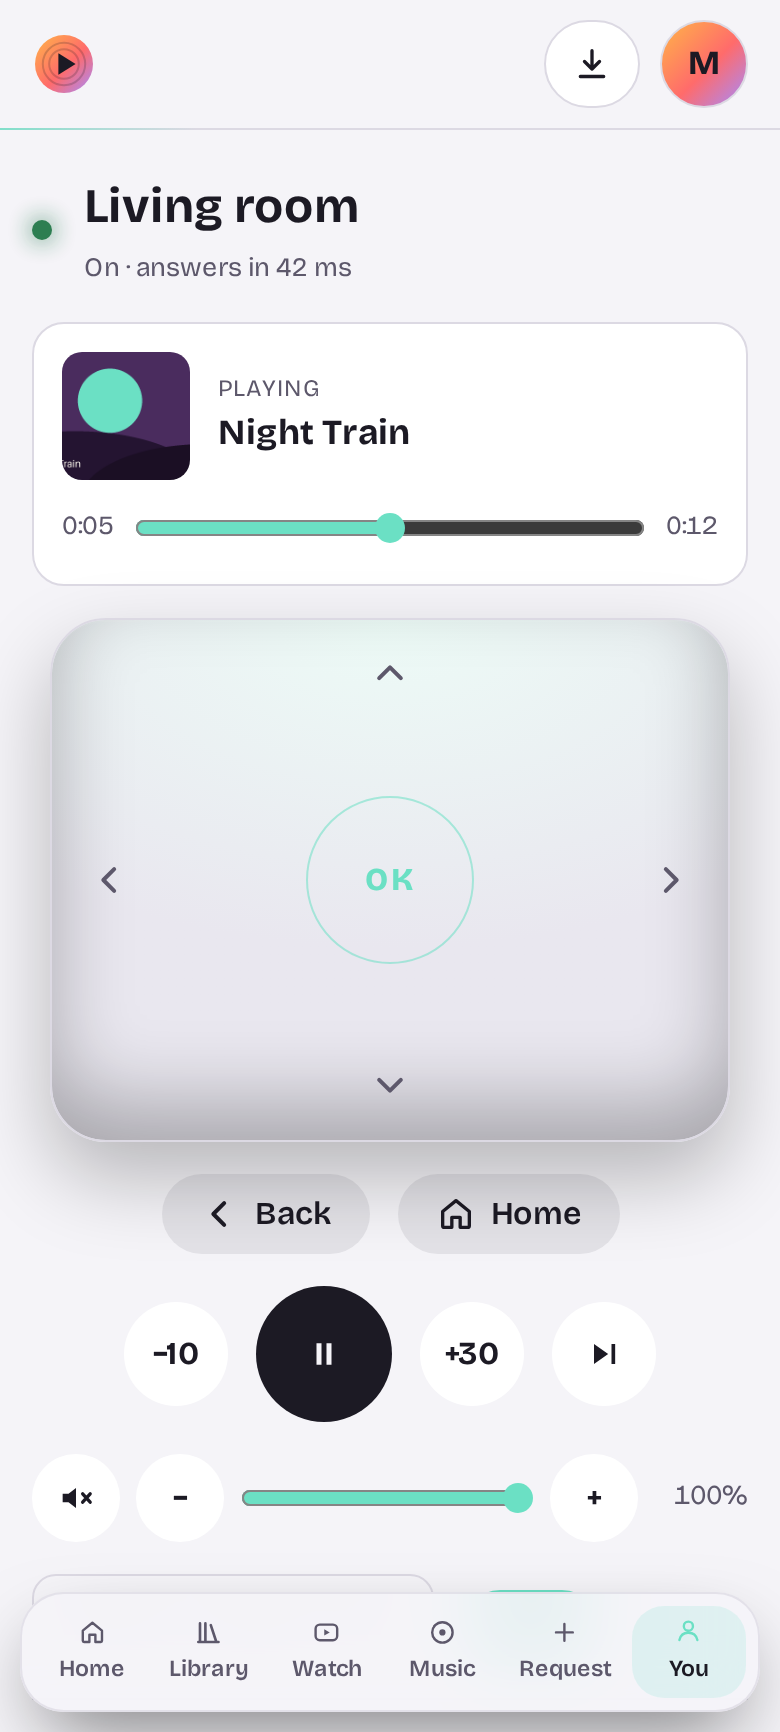 M
Living room
On · answers in 42 ms
PLAYING
Night Train
rain
0:05
0:12
OK
Back
Home
-10
+30
-
+
100%
Home
Library
Watch
Music
Request
You